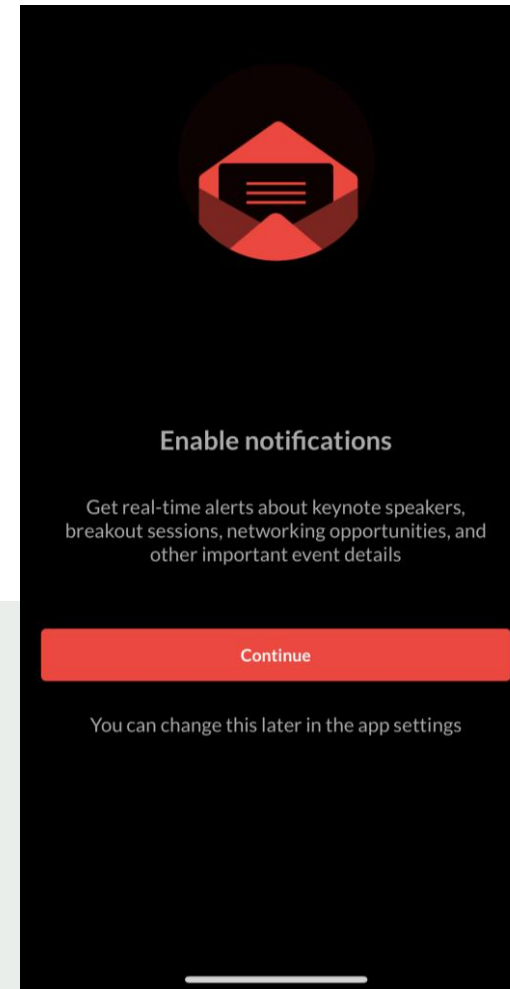 Enable notifications
Get real-time alerts about keynote speakers,
breakout sessions, networking opportunities, and
other important event details
Continue
You can change this later in the app settings